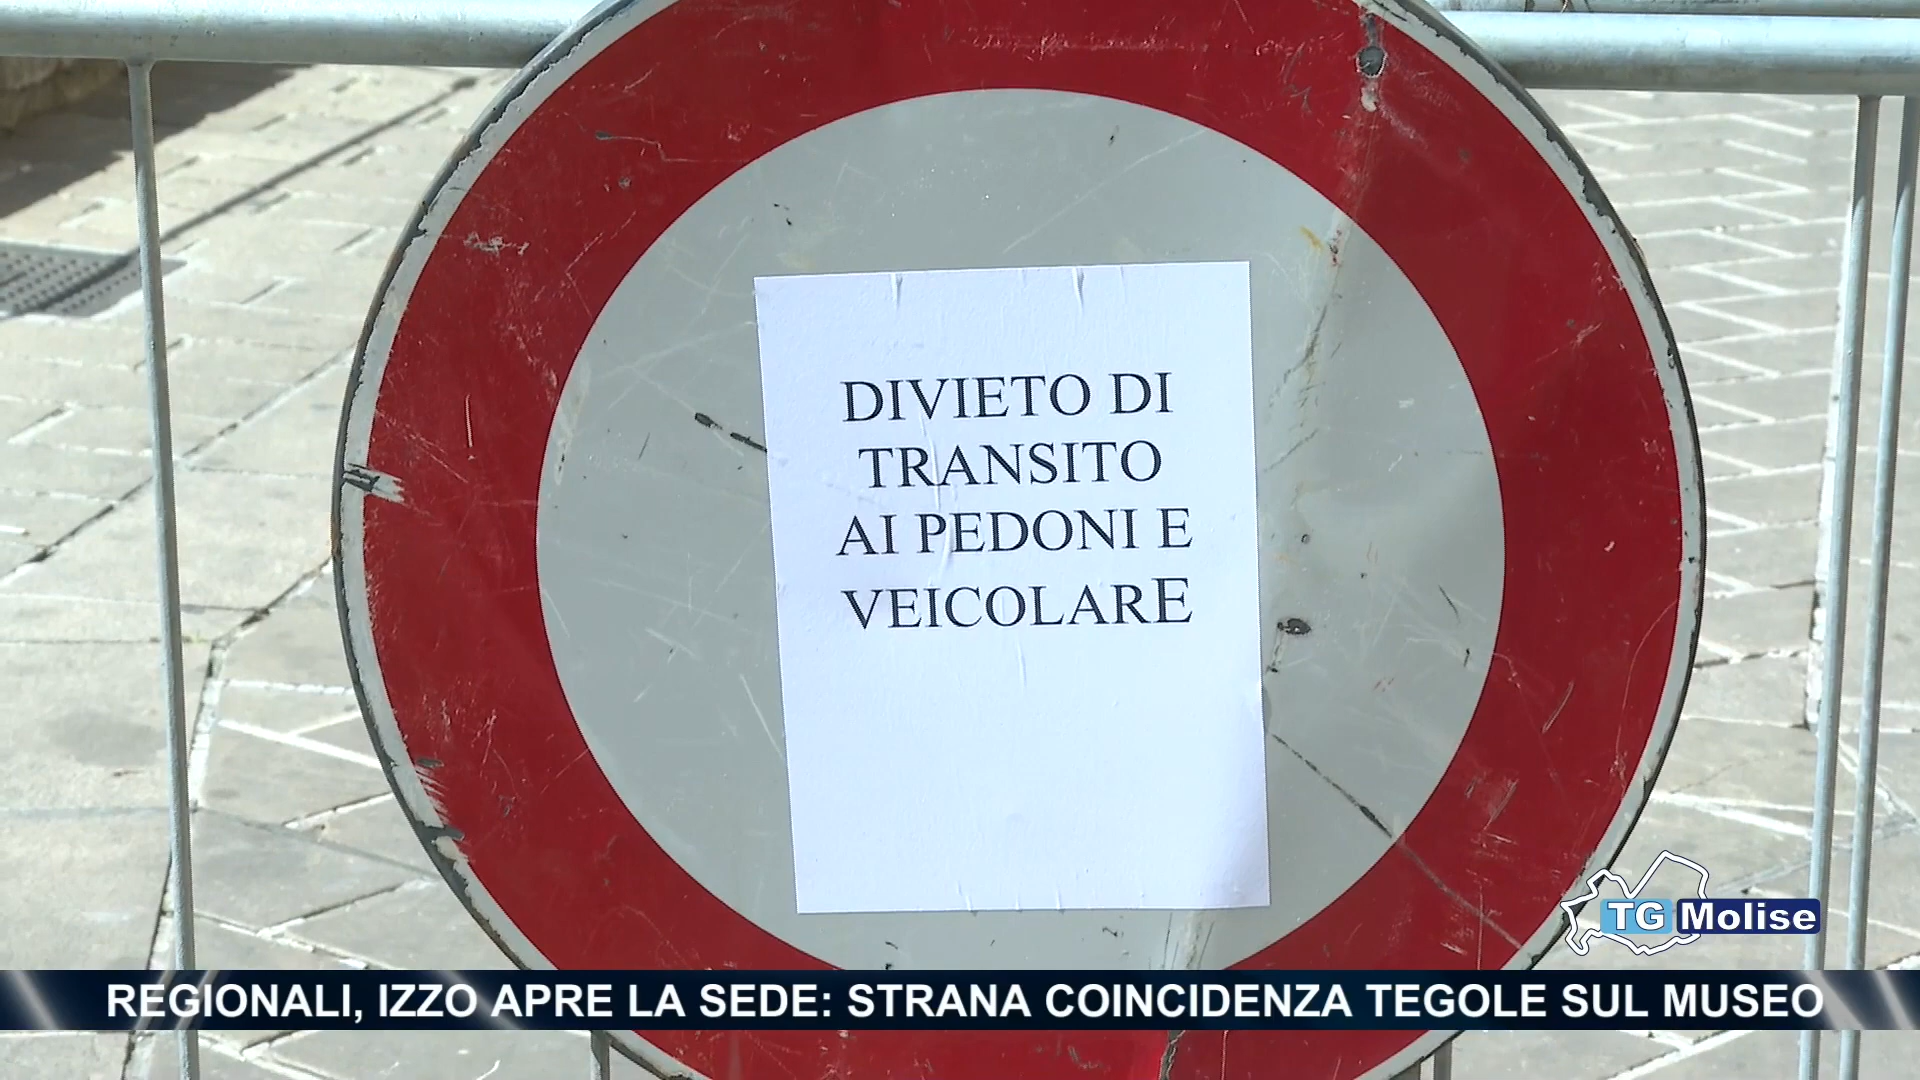 DIVIETO DI
TRANSITO
AI PEDONI E
VEICOLARE
TG Molise
REGIONALI, IZZO APRE LA SEDE: STRANA COINCIDENZA TEGOLE SUL MUSEO